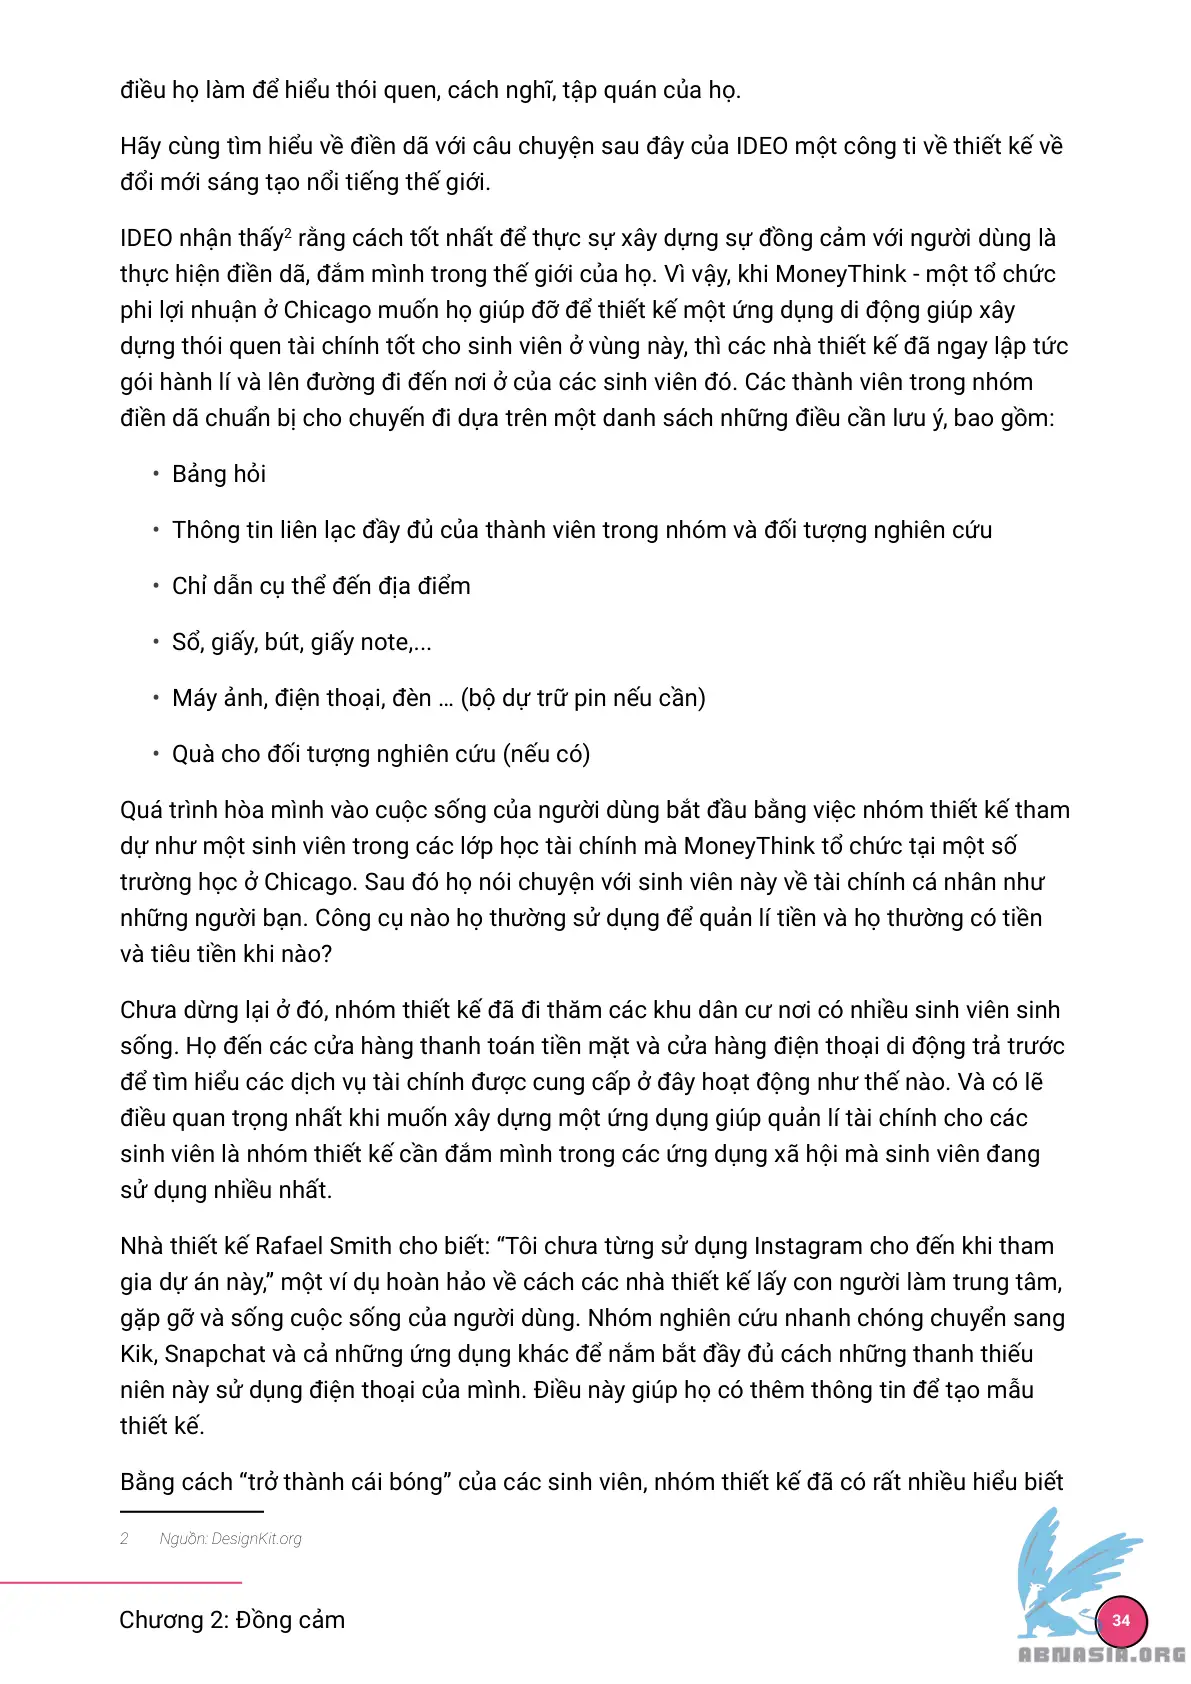 điều họ làm để hiểu thói quen, cách nghĩ, tập quán của họ.
Hãy cùng tìm hiểu về điền dã với câu chuyện sau đây của IDEO một công ti về thiết kế về
đổi mới sáng tạo nổi tiếng thế giới.
IDEO nhận thấy² rằng cách tốt nhất để thực sự xây dựng sự đồng cảm với người dùng là
thực hiện điền dã, đắm mình trong thế giới của họ. Vì vậy, khi MoneyThink - một tổ chức
phi lợi nhuận ở Chicago muốn họ giúp đỡ để thiết kế một ứng dụng di động giúp xây
dựng thói quen tài chính tốt cho sinh viên ở vùng này, thì các nhà thiết kế đã ngay lập tức
gói hành lí và lên đường đi đến nơi ở của các sinh viên đó. Các thành viên trong nhóm
điền dã chuẩn bị cho chuyến đi dựa trên một danh sách những điều cần lưu ý, bao gồm:
• Bảng hỏi
• Thông tin liên lạc đầy đủ của thành viên trong nhóm và đối tượng nghiên cứu
• Chỉ dẫn cụ thể đến địa điểm
• Sổ, giấy, bút, giấy note,...
• Máy ảnh, điện thoại, đèn ... (bộ dự trữ pin nếu cần)
• Quà cho đối tượng nghiên cứu (nếu có)
Quá trình hòa mình vào cuộc sống của người dùng bắt đầu bằng việc nhóm thiết kế tham
dự như một sinh viên trong các lớp học tài chính mà MoneyThink tổ chức tại một số
trường học ở Chicago. Sau đó họ nói chuyện với sinh viên này về tài chính cá nhân như
những người bạn. Công cụ nào họ thường sử dụng để quản lí tiền và họ thường có tiền
và tiêu tiền khi nào?
Chưa dừng lại ở đó, nhóm thiết kế đã đi thăm các khu dân cư nơi có nhiều sinh viên sinh
sống. Họ đến các cửa hàng thanh toán tiền mặt và cửa hàng điện thoại di động trả trước
để tìm hiểu các dịch vụ tài chính được cung cấp ở đây hoạt động như thế nào. Và có lẽ
điều quan trọng nhất khi muốn xây dựng một ứng dụng giúp quản lí tài chính cho các
sinh viên là nhóm thiết kế cần đắm mình trong các ứng dụng xã hội mà sinh viên đang
sử dụng nhiều nhất.
Nhà thiết kế Rafael Smith cho biết: “Tôi chưa từng sử dụng Instagram cho đến khi tham
gia dự án này,” một ví dụ hoàn hảo về cách các nhà thiết kế lấy con người làm trung tâm,
gặp gỡ và sống cuộc sống của người dùng. Nhóm nghiên cứu nhanh chóng chuyển sang
Kik, Snapchat và cả những ứng dụng khác để nắm bắt đầy đủ cách những thanh thiếu
niên này sử dụng điện thoại của mình. Điều này giúp họ có thêm thông tin để tạo mẫu
thiết kế.
Bằng cách “trở thành cái bóng” của các sinh viên, nhóm thiết kế đã có rất nhiều hiểu biết
2 Nguồn: DesignKit.org
Chương 2: Đồng cảm
34
ABNASIA.ORG